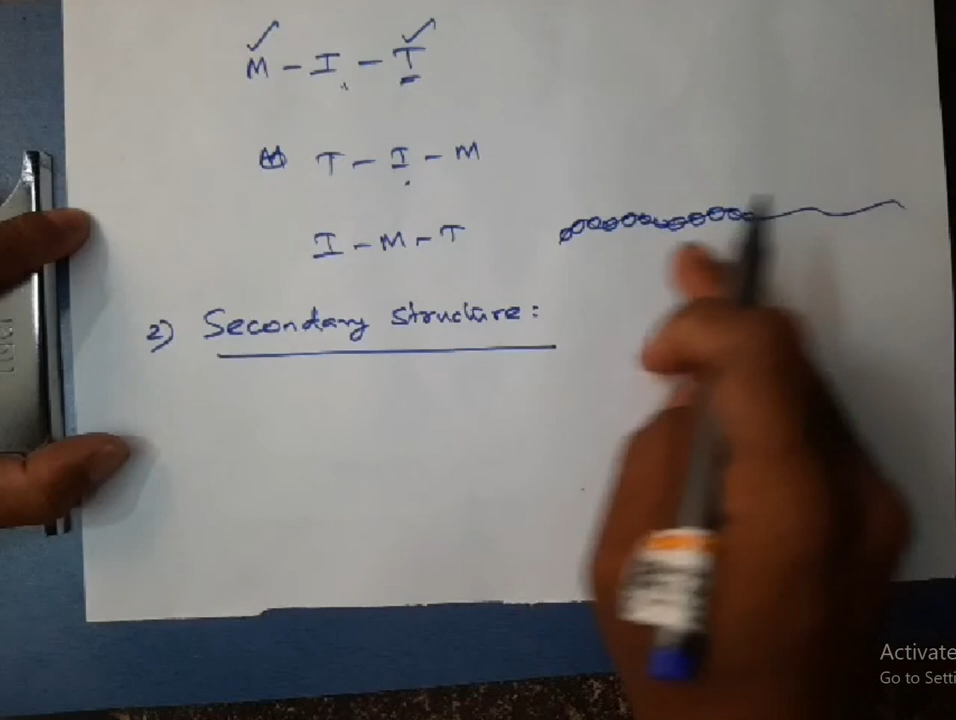 M - I - T
T - I - M
I - M - T
2) Secondary structure:
Activate
Go to Setti